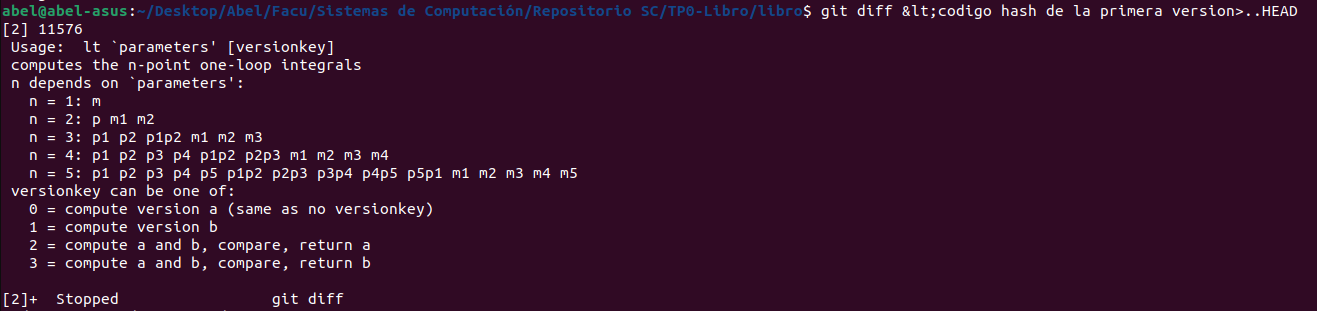 abel@abel-asus:~/Desktop/Abel/Facu/Sistemas de Computación/Repositorio SC/TP0-Libro/libro$ git diff &lt;codigo hash de la primera version>..HEAD
[2] 11576
 Usage:  lt `parameters' [versionkey]
 computes the n-point one-loop integrals
 n depends on `parameters':
   n = 1: m
   n = 2: p m1 m2
   n = 3: p1 p2 p1p2 m1 m2 m3
   n = 4: p1 p2 p3 p4 p1p2 p2p3 m1 m2 m3 m4
   n = 5: p1 p2 p3 p4 p5 p1p2 p2p3 p3p4 p4p5 p5p1 m1 m2 m3 m4 m5
 versionkey can be one of:
   0 = compute version a (same as no versionkey)
   1 = compute version b
   2 = compute a and b, compare, return a
   3 = compute a and b, compare, return b
[2]+  Stopped                 git diff